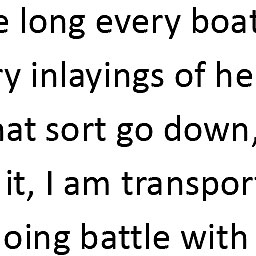 e long every boat
ry inlayings of he
hat sort go down,
it, I am transport
oing battle with